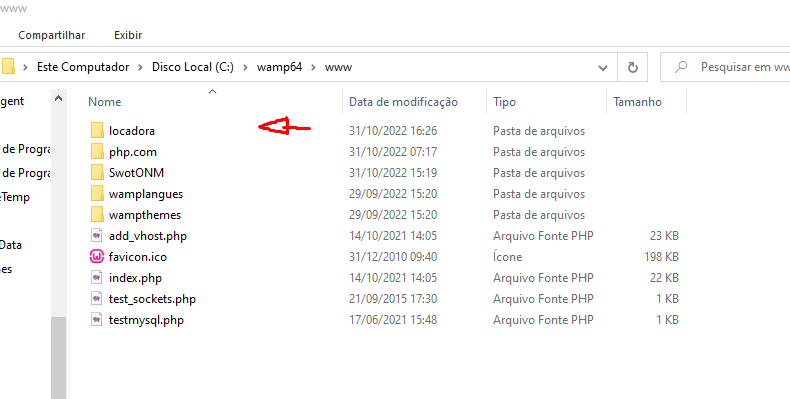 www
Compartilhar Exibir
Este Computador Disco Local (C:) wamp64 www Pesquisar em ww
gent Nome Data de modificação Tipo Tamanho
locadora 31/10/2022 16:26 Pasta de arquivos
de Progra php.com 31/10/2022 07:17 Pasta de arquivos
de Progra SwotONM 31/10/2022 15:19 Pasta de arquivos
eTemp wamplangues 29/09/2022 15:20 Pasta de arquivos
wampthemes 29/09/2022 15:20 Pasta de arquivos
Data add_vhost.php 14/10/2021 14:05 Arquivo Fonte PHP 23 KB
nes favicon.ico 31/12/2010 09:40 Ícone 198 KB
index.php 14/10/2021 14:05 Arquivo Fonte PHP 22 KB
test_sockets.php 21/09/2015 17:30 Arquivo Fonte PHP 1 KB
testmysql.php 17/06/2021 15:48 Arquivo Fonte PHP 1 KB